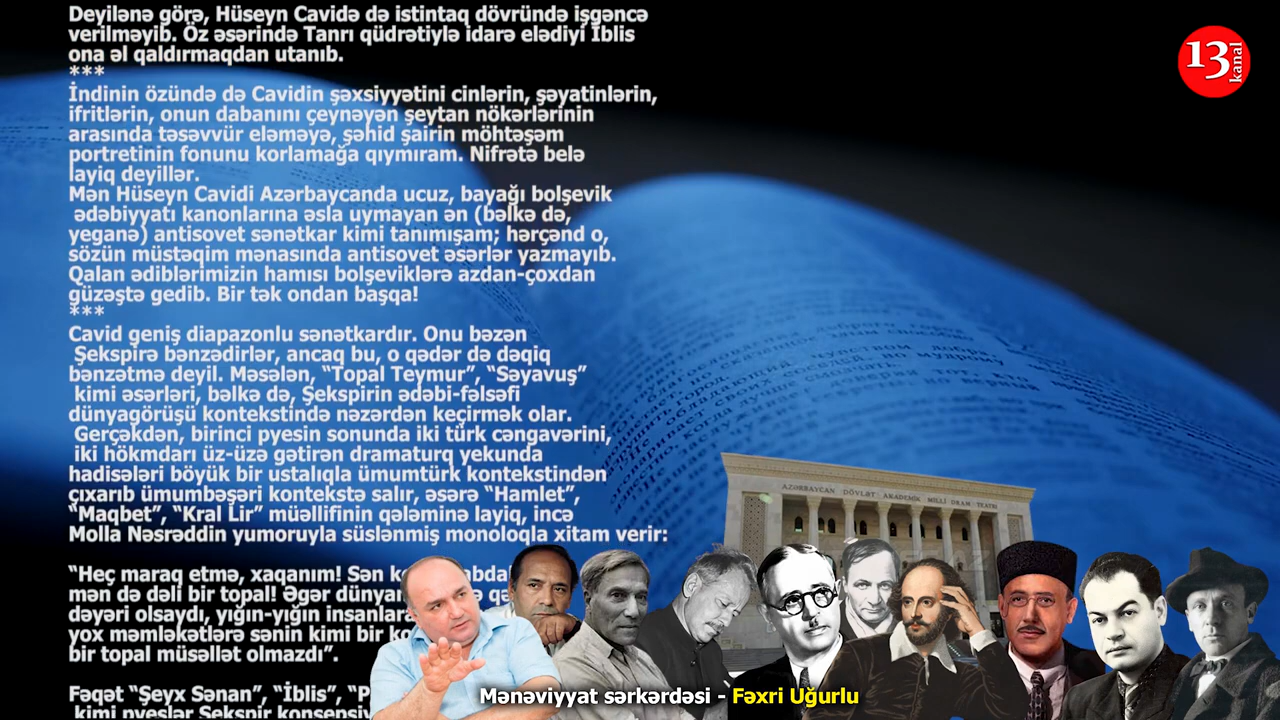 Deyilənə görə, Hüseyn Cavidə də istintaq dövründə işgəncə
verilməyib. Öz əsərində Tanrı qüdrətiylə idarə elədiyi İblis
ona əl qaldırmaqdan utanıb.
***
İndinin özündə də Cavidin şəxsiyyətini cinlərin, şəyatinlərin,
ifritlərin, onun dabanını çeynəyən şeytan nökərlərinin
arasında təsəvvür eləməyə, şəhid şairin möhtəşəm
portretinin fonunu korlamağa qıymıram. Nifrətə belə
layiq deyillər.
Mən Hüseyn Cavidi Azərbaycanda ucuz, bayağı bolşevik
ədəbiyyatı kanonlarına əsla uymayan ən (bəlkə də,
yeganə) antisovet sənətkar kimi tanımışam; hərçənd o,
sözün müstəqim mənasında antisovet əsərlər yazmayıb.
Qalan ədiblərimizin hamısı bolşeviklərə azdan-çoxdan
güzəştə gedib. Bir tək ondan başqa!
***
Cavid geniş diapazonlu sənətkardır. Onu bəzən
Şekspirə bənzədirlər, ancaq bu, o qədər də dəqiq
bənzətmə deyil. Məsələn, “Topal Teymur”, “Səyavuş”
kimi əsərləri, bəlkə də, Şekspirin ədəbi-fəlsəfi
dünyagörüşü kontekstində nəzərdən keçirmək olar.
Gerçəkdən, birinci pyesin sonunda iki türk cəngavərini,
iki hökmdarı üz-üzə gətirən dramaturq yekunda
hadisələri böyük bir ustalıqla ümumtürk kontekstindən
çıxarıb ümumbəşəri kontekstə salır, əsərə “Hamlet”,
“Maqbet”, “Kral Lir” müəllifinin qələminə layiq, incə
Molla Nəsrəddin yumoruyla süslənmiş monoloqla xitam verir:
“Heç maraq etmə, xaqanım! Sən
mən də dəli bir topal! Əgər
dəyəri olsaydı, yığın-yığın
yox məmləkətlərə sənin kimi bir
bir topal müsəllət olmazdı”.
Fəqət “Şeyx Sənan”, “İblis”,
kimi pyeslər Şekspir
13 kanal
AZƏRBAYCAN DÖVLƏT AKADEMİK MİLLİ DRAM TEATRI
Mənəviyyat sərkərdəsi - Fəxri Uğurlu